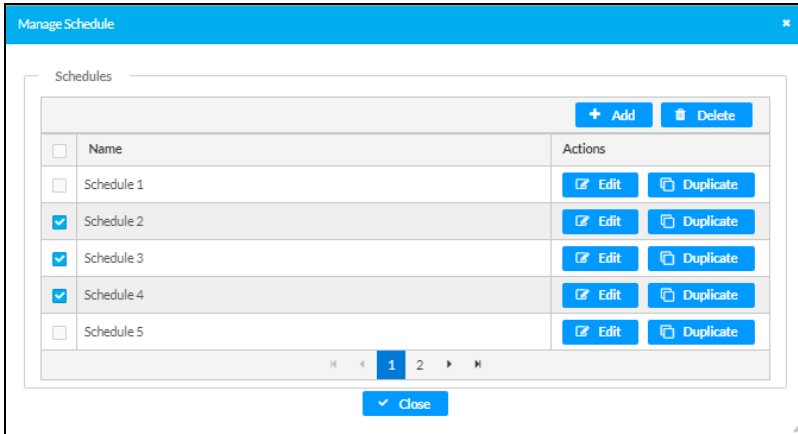 Manage Schedule
Schedules
Add Delete
Name Actions
Schedule 1 Edit Duplicate
Schedule 2 Edit Duplicate
Schedule 3 Edit Duplicate
Schedule 4 Edit Duplicate
Schedule 5 Edit Duplicate
1 2
Close